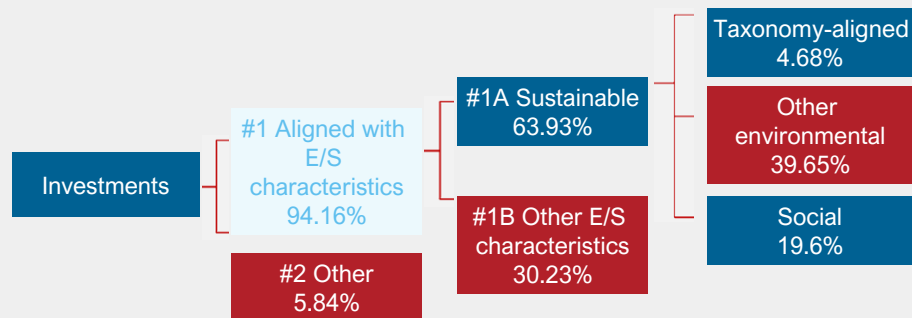 Investments
#1 Aligned with
E/S
characteristics
94.16%
#2 Other
5.84%
#1A Sustainable
63.93%
#1B Other E/S
characteristics
30.23%
Taxonomy-aligned
4.68%
Other
environmental
39.65%
Social
19.6%